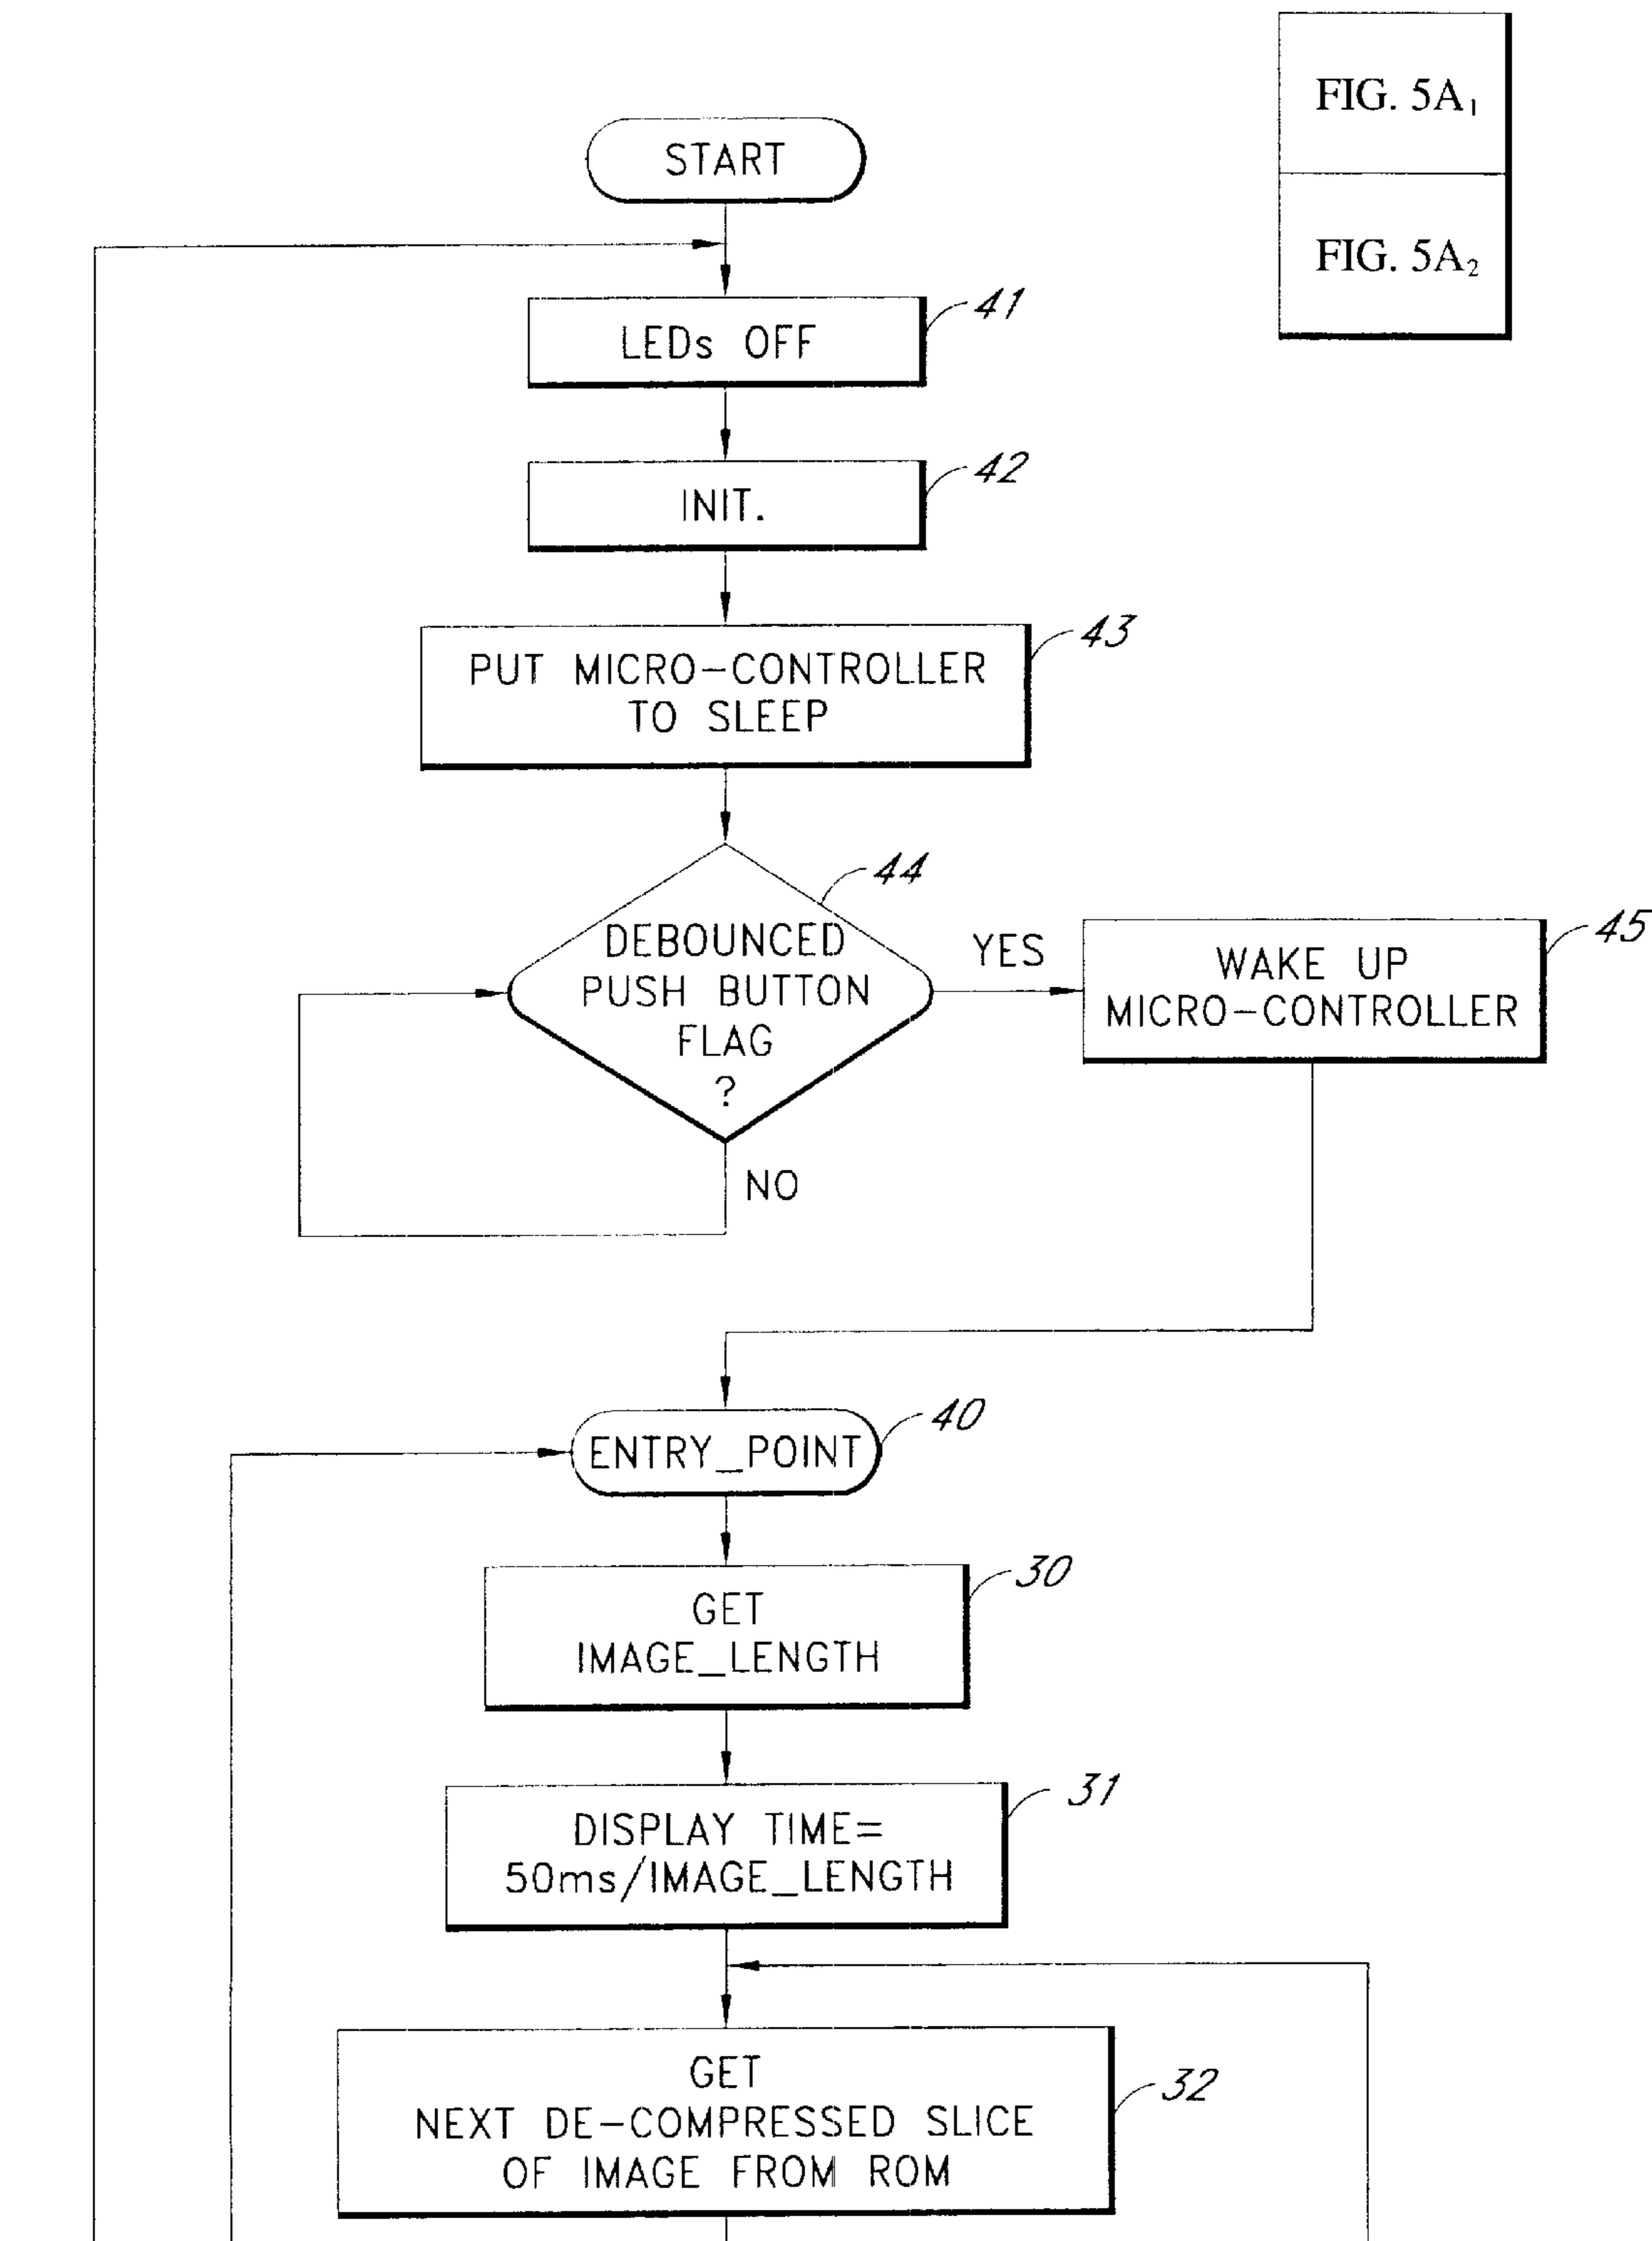 FIG. 5A₁
FIG. 5A₂
START
LEDs OFF
41
INIT.
42
PUT MICRO-CONTROLLER
TO SLEEP
43
DEBOUNCED
PUSH BUTTON
FLAG
?
44
YES
NO
WAKE UP
MICRO-CONTROLLER
45
ENTRY_POINT
40
GET
IMAGE_LENGTH
30
DISPLAY TIME=
50ms/IMAGE_LENGTH
31
GET
NEXT DE-COMPRESSED SLICE
OF IMAGE FROM ROM
32